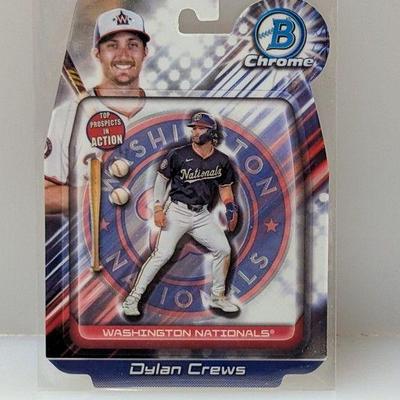 B
Chrome
TOP
PROSPECTS
IN
ACTION
WASHINGTON
NATIONALS
Nationals
WASHINGTON NATIONALS®
Dylan Crews